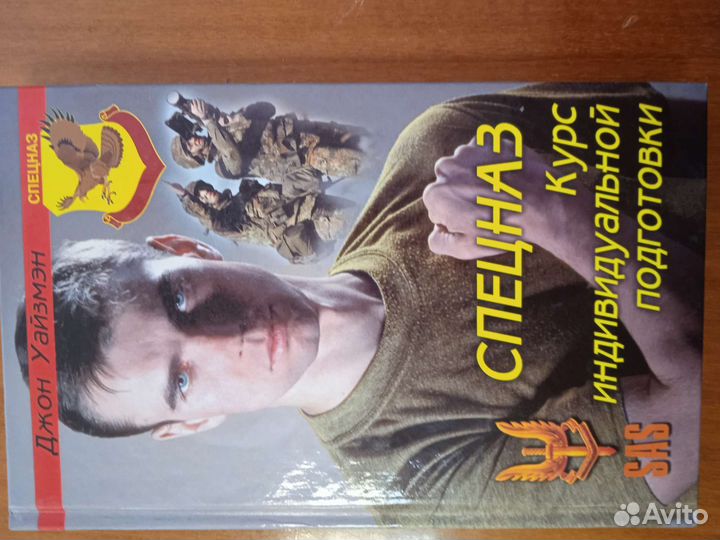 СПЕЦНАЗ
Джон Уайзмэн
СПЕЦНАЗ
Курс
ИНДИВИДУАЛЬНОЙ
ПОДГОТОВКИ
SAS
Avito